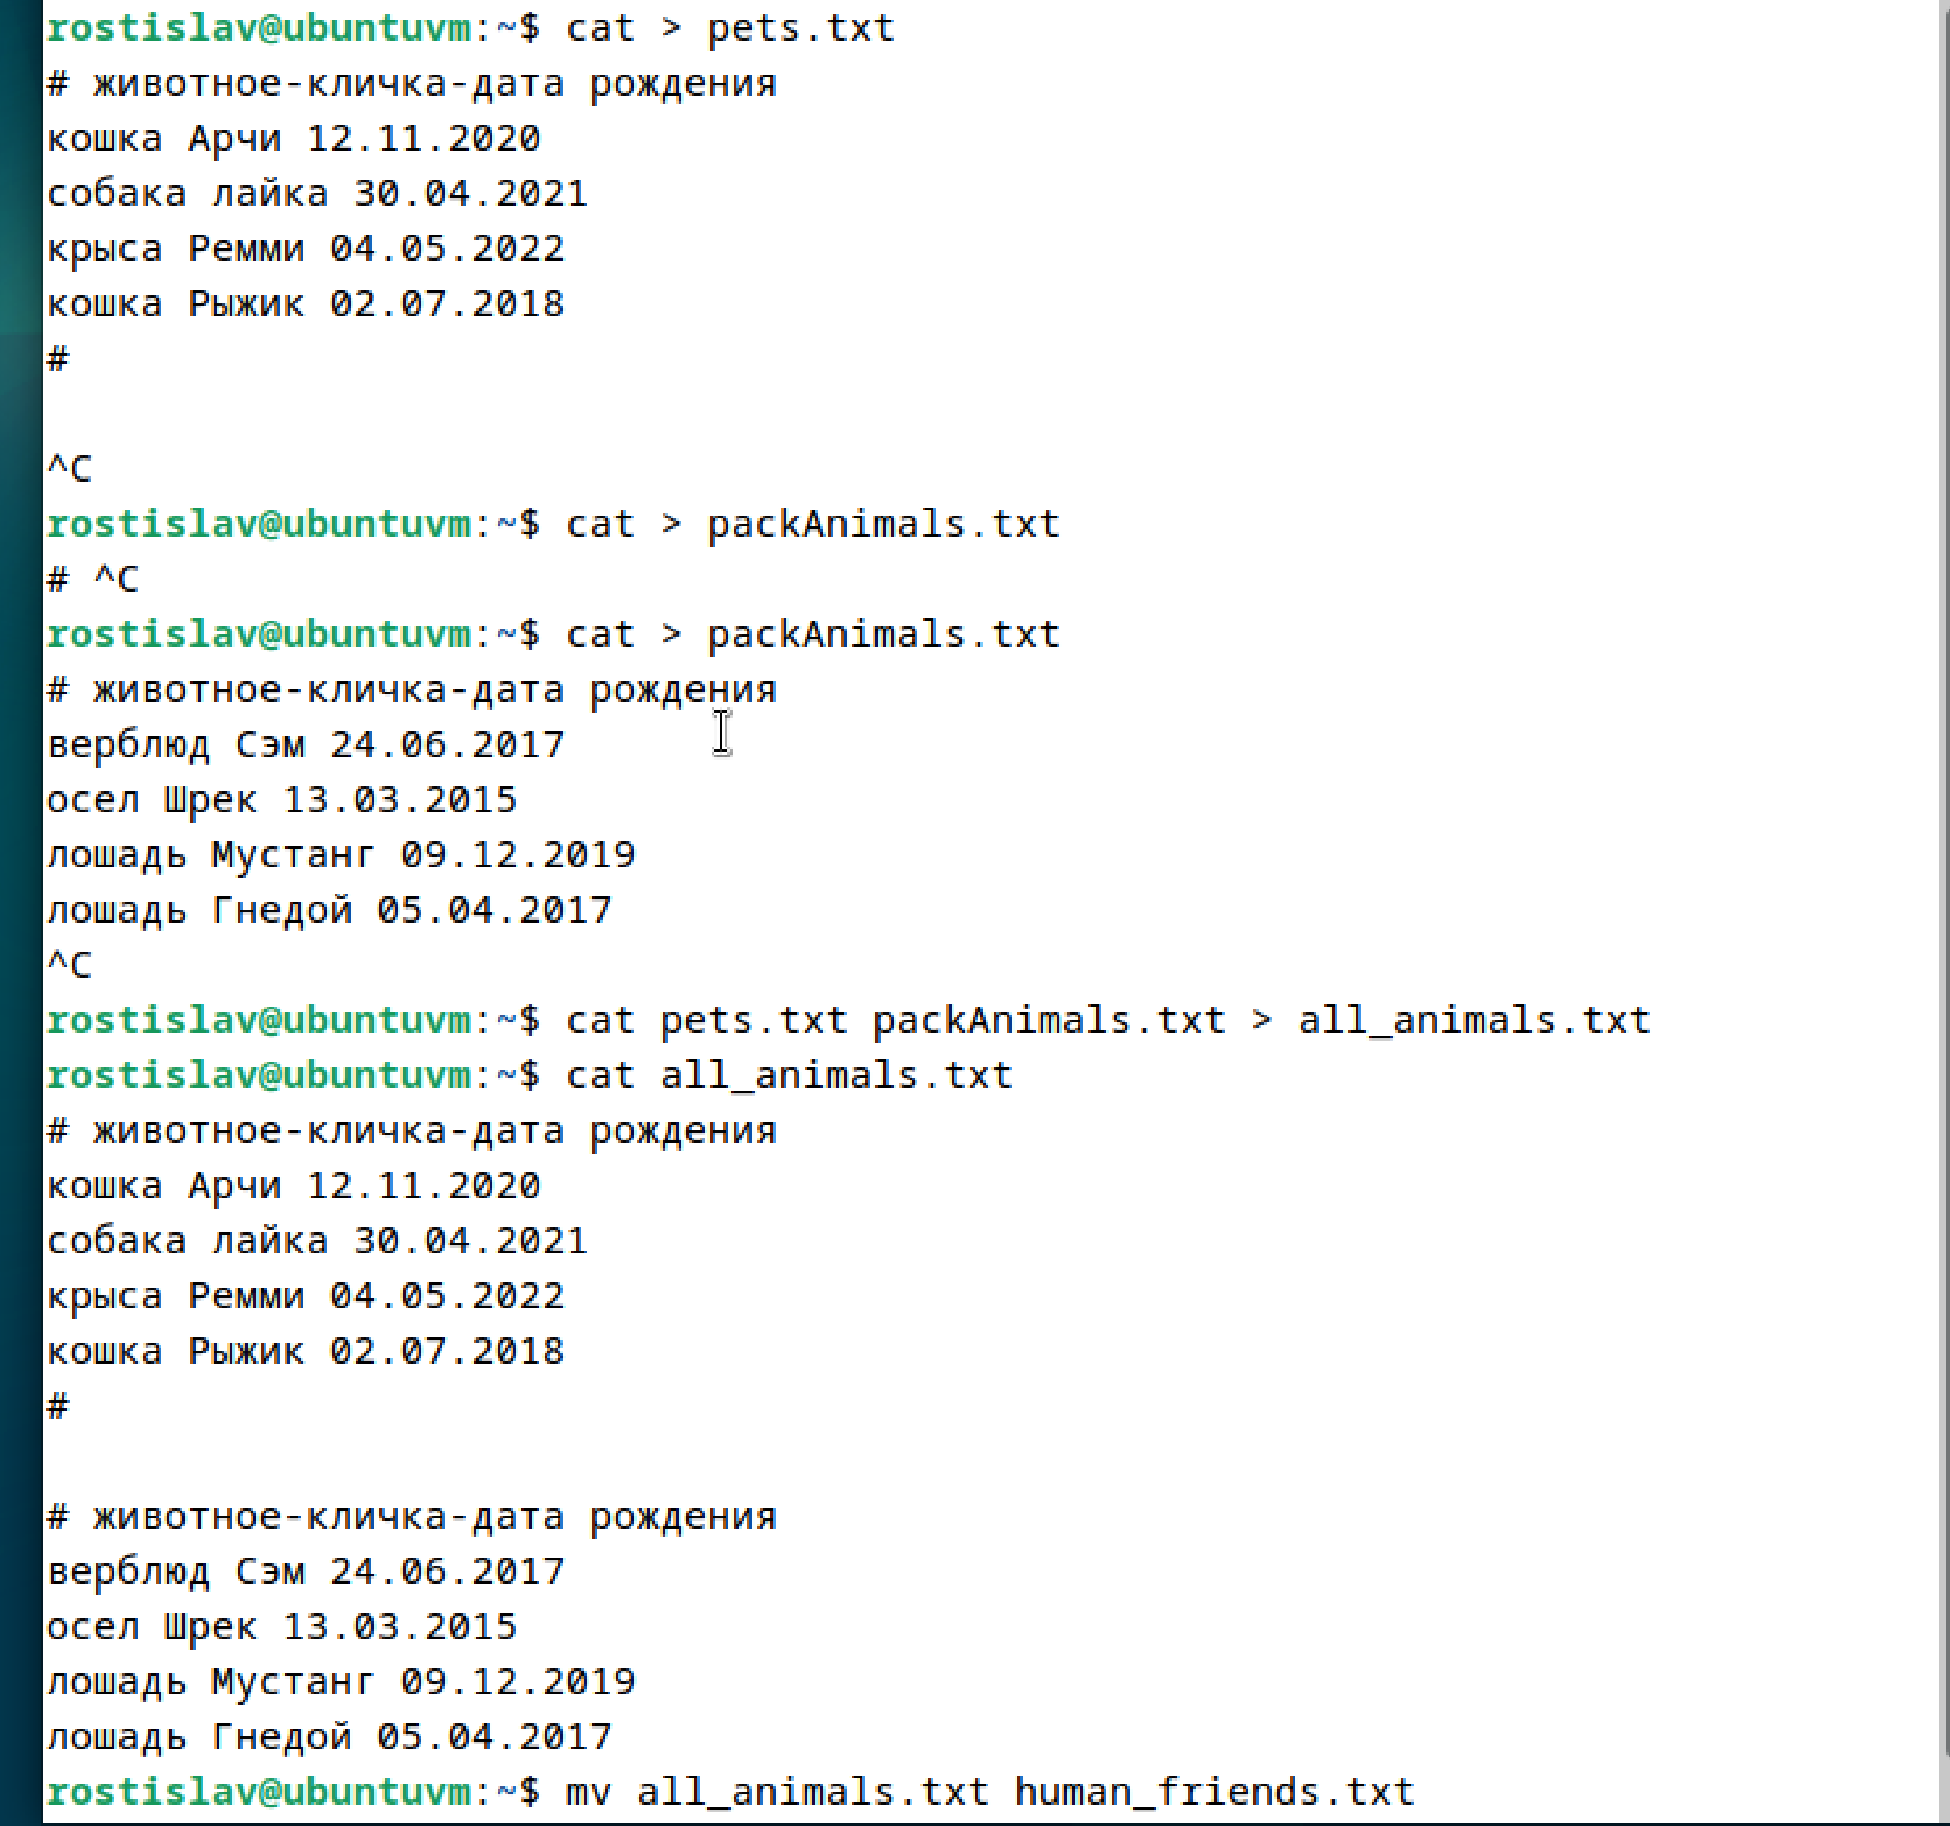 rostislav@ubuntuvm:~$ cat > pets.txt
# животное-кличка-дата рождения
кошка Арчи 12.11.2020
собака лайка 30.04.2021
крыса Ремми 04.05.2022
кошка Рыжик 02.07.2018
#
^C
rostislav@ubuntuvm:~$ cat > packAnimals.txt
# ^C
rostislav@ubuntuvm:~$ cat > packAnimals.txt
# животное-кличка-дата рождения
верблюд Сэм 24.06.2017
осел Шрек 13.03.2015
лошадь Мустанг 09.12.2019
лошадь Гнедой 05.04.2017
^C
rostislav@ubuntuvm:~$ cat pets.txt packAnimals.txt > all_animals.txt
rostislav@ubuntuvm:~$ cat all_animals.txt
# животное-кличка-дата рождения
кошка Арчи 12.11.2020
собака лайка 30.04.2021
крыса Ремми 04.05.2022
кошка Рыжик 02.07.2018
#
# животное-кличка-дата рождения
верблюд Сэм 24.06.2017
осел Шрек 13.03.2015
лошадь Мустанг 09.12.2019
лошадь Гнедой 05.04.2017
rostislav@ubuntuvm:~$ mv all_animals.txt human_friends.txt